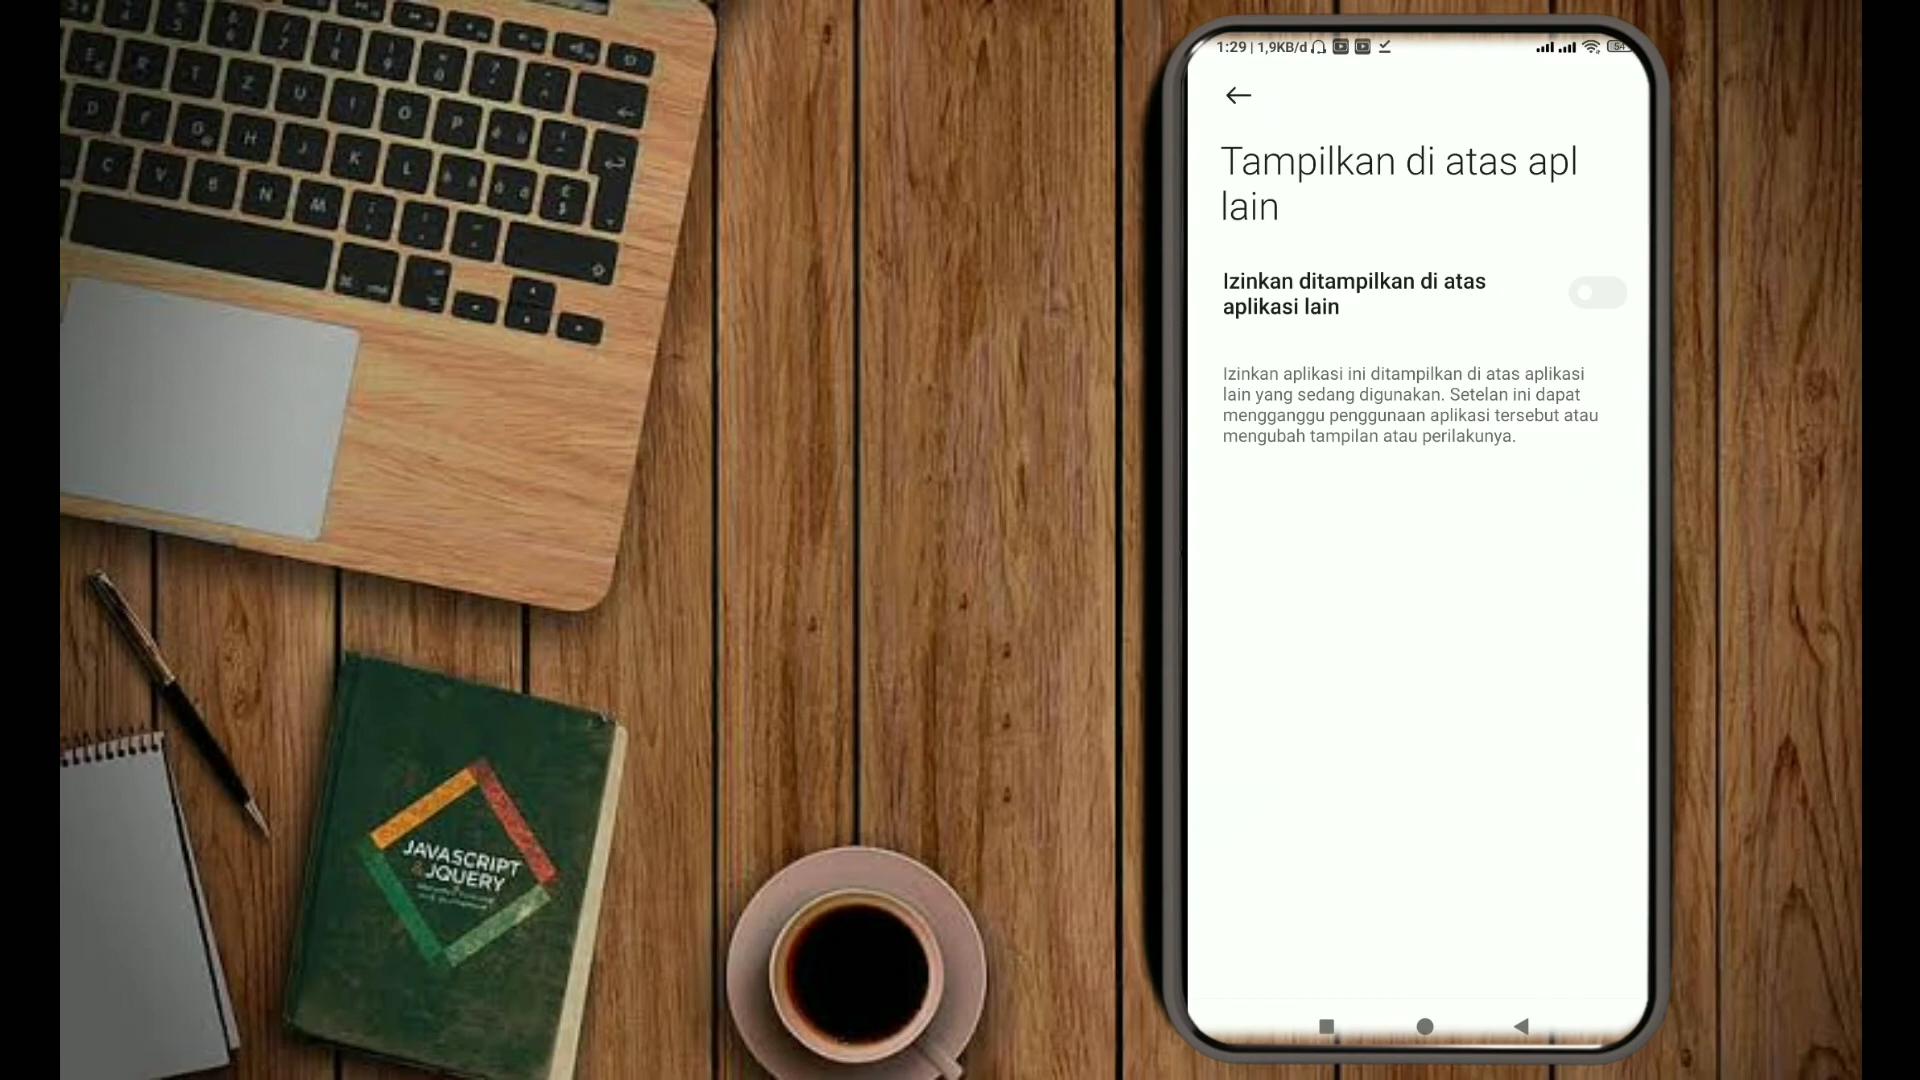 1:29 | 1,9KB/d
54
Tampilkan di atas apl
lain
Izinkan ditampilkan di atas
aplikasi lain
Izinkan aplikasi ini ditampilkan di atas aplikasi
lain yang sedang digunakan. Setelan ini dapat
mengganggu penggunaan aplikasi tersebut atau
mengubah tampilan atau perilakunya.
T Z U I O P
D F G H J K L
C V B N M
JAVASCRIPT
&JQUERY